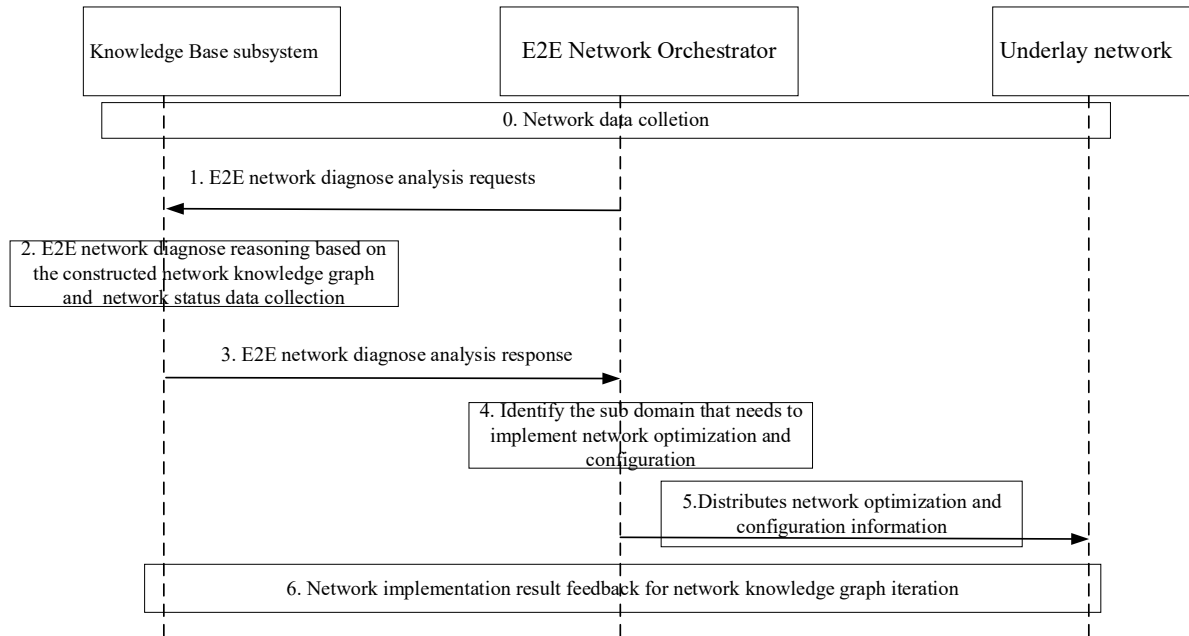 Knowledge Base subsystem
E2E Network Orchestrator
Underlay network
0. Network data colletion
1. E2E network diagnose analysis requests
2. E2E network diagnose reasoning based on
the constructed network knowledge graph
and network status data collection
3. E2E network diagnose analysis response
4. Identify the sub domain that needs to
implement network optimization and
configuration
5.Distributes network optimization and
configuration information
6. Network implementation result feedback for network knowledge graph iteration